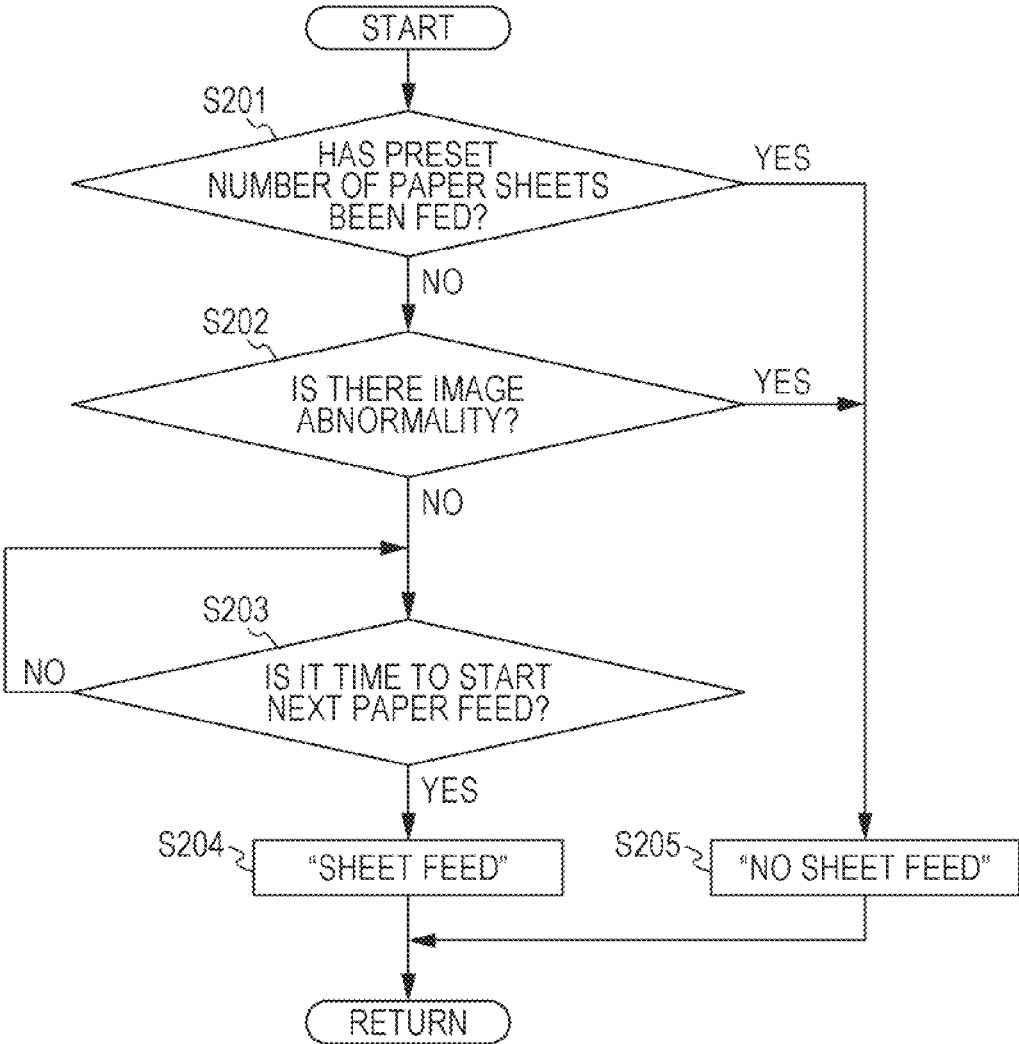 START
S201
HAS PRESET
NUMBER OF PAPER SHEETS
BEEN FED?
YES
NO
S202
IS THERE IMAGE
ABNORMALITY?
YES
NO
S203
IS IT TIME TO START
NEXT PAPER FEED?
NO
YES
S204
"SHEET FEED"
S205
"NO SHEET FEED"
RETURN